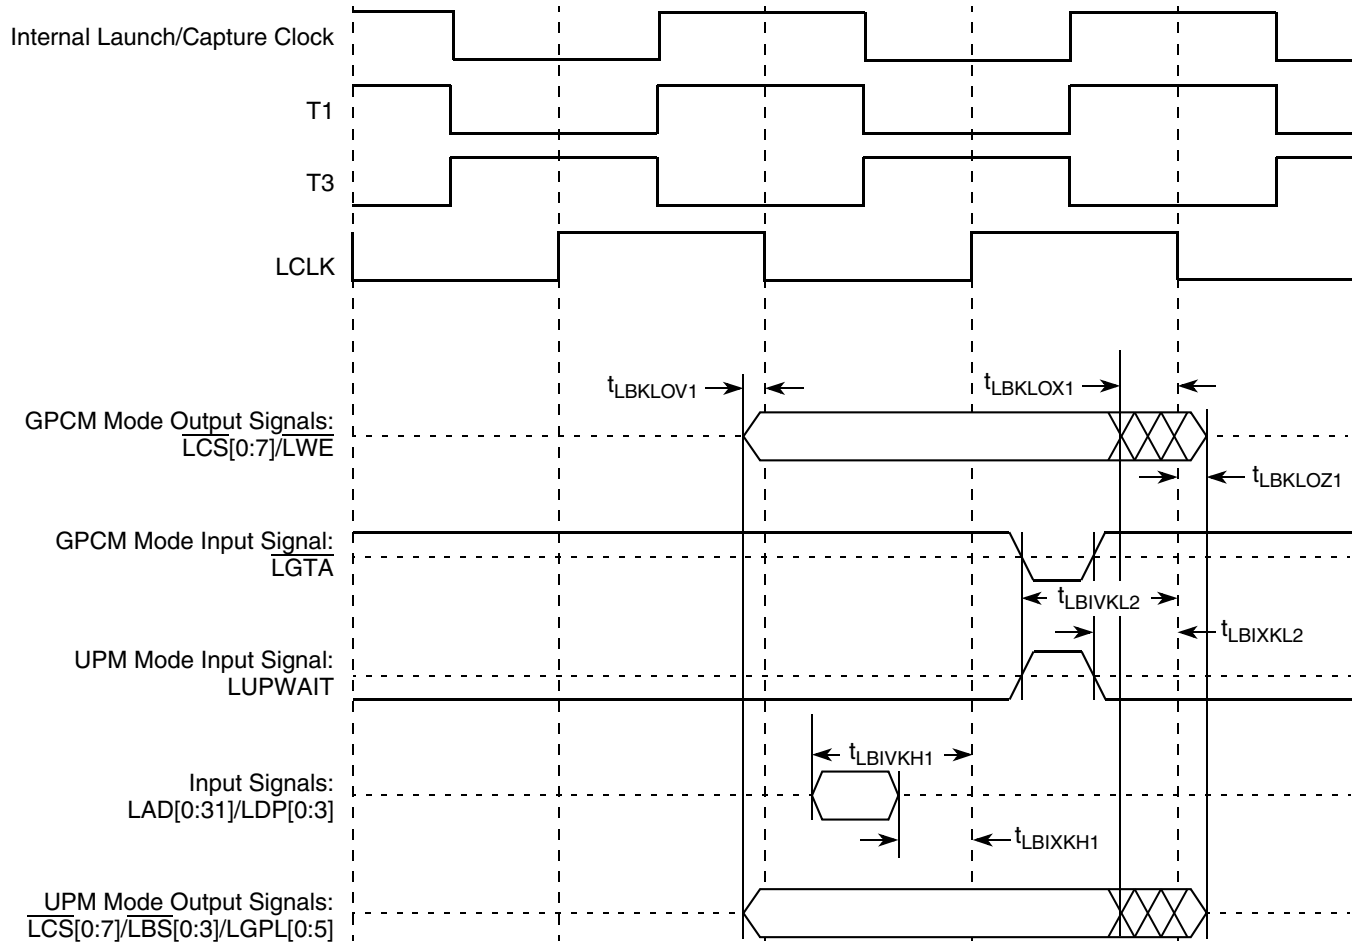 Internal Launch/Capture Clock
T1
T3
LCLK
tLBKLOV1
tLBKLOX1
GPCM Mode Output Signals:
LCS[0:7]/LWE
tLBKLOZ1
GPCM Mode Input Signal:
LGTA
tLBIVKL2
tLBIXKL2
UPM Mode Input Signal:
LUPWAIT
tLBIVKH1
Input Signals:
LAD[0:31]/LDP[0:3]
tLBIXKH1
UPM Mode Output Signals:
LCS[0:7]/LBS[0:3]/LGPL[0:5]